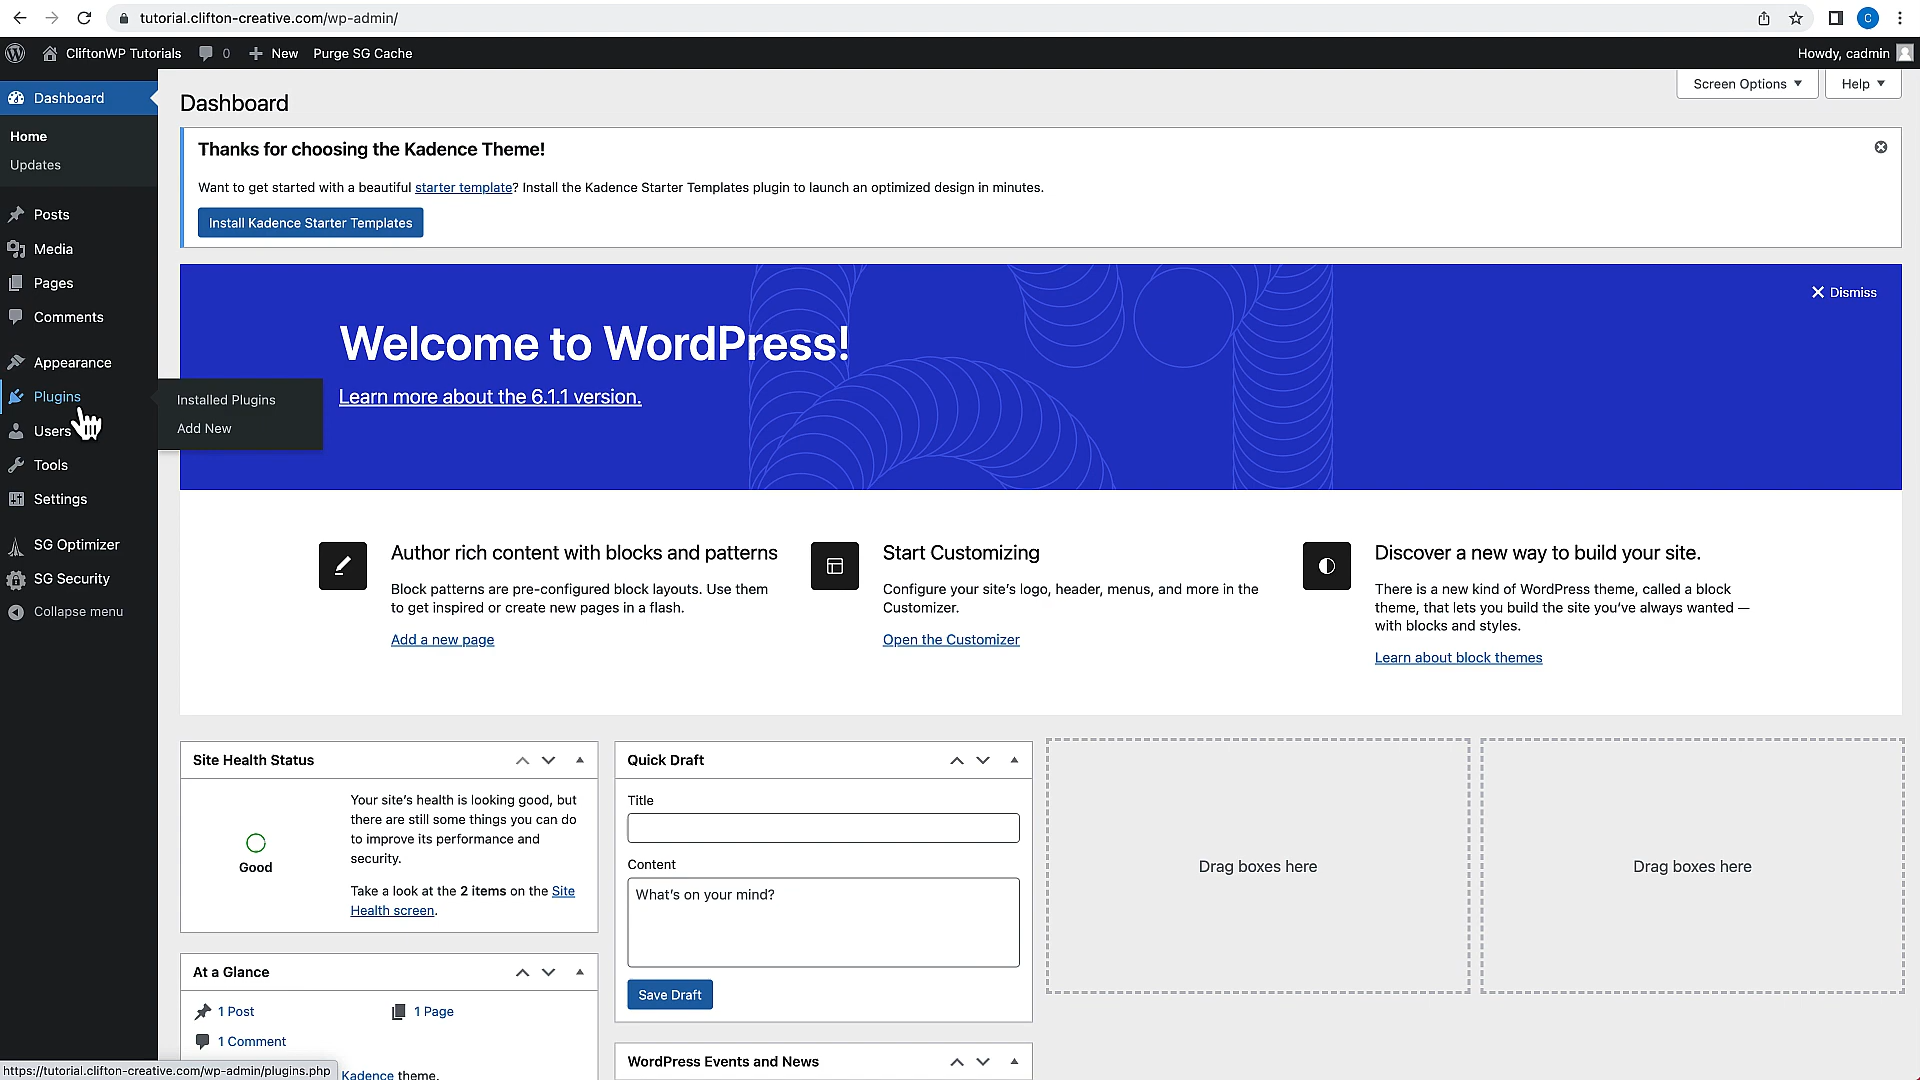 tutorial.clifton-creative.com/wp-admin/
C
CliftonWP Tutorials
0
New
Purge SG Cache
Howdy, cadmin
Dashboard
Home
Updates
Posts
Media
Pages
Comments
Appearance
Plugins
Users
Tools
Settings
SG Optimizer
SG Security
Collapse menu
Installed Plugins
Add New
Screen Options
Help
Dashboard
Thanks for choosing the Kadence Theme!
Want to get started with a beautiful starter template? Install the Kadence Starter Templates plugin to launch an optimized design in minutes.
Install Kadence Starter Templates
Dismiss
Welcome to WordPress!
Learn more about the 6.1.1 version.
Author rich content with blocks and patterns
Block patterns are pre-configured block layouts. Use them
to get inspired or create new pages in a flash.
Add a new page
Start Customizing
Configure your site's logo, header, menus, and more in the
Customizer.
Open the Customizer
Discover a new way to build your site.
There is a new kind of WordPress theme, called a block
theme, that lets you build the site you've always wanted —
with blocks and styles.
Learn about block themes
Site Health Status
Good
Your site's health is looking good, but
there are still some things you can do
to improve its performance and
security.
Take a look at the 2 items on the Site
Health screen.
At a Glance
1 Post
1 Page
1 Comment
Kadence theme.
Quick Draft
Title
Content
What's on your mind?
Save Draft
WordPress Events and News
Drag boxes here
Drag boxes here
https://tutorial.clifton-creative.com/wp-admin/plugins.php